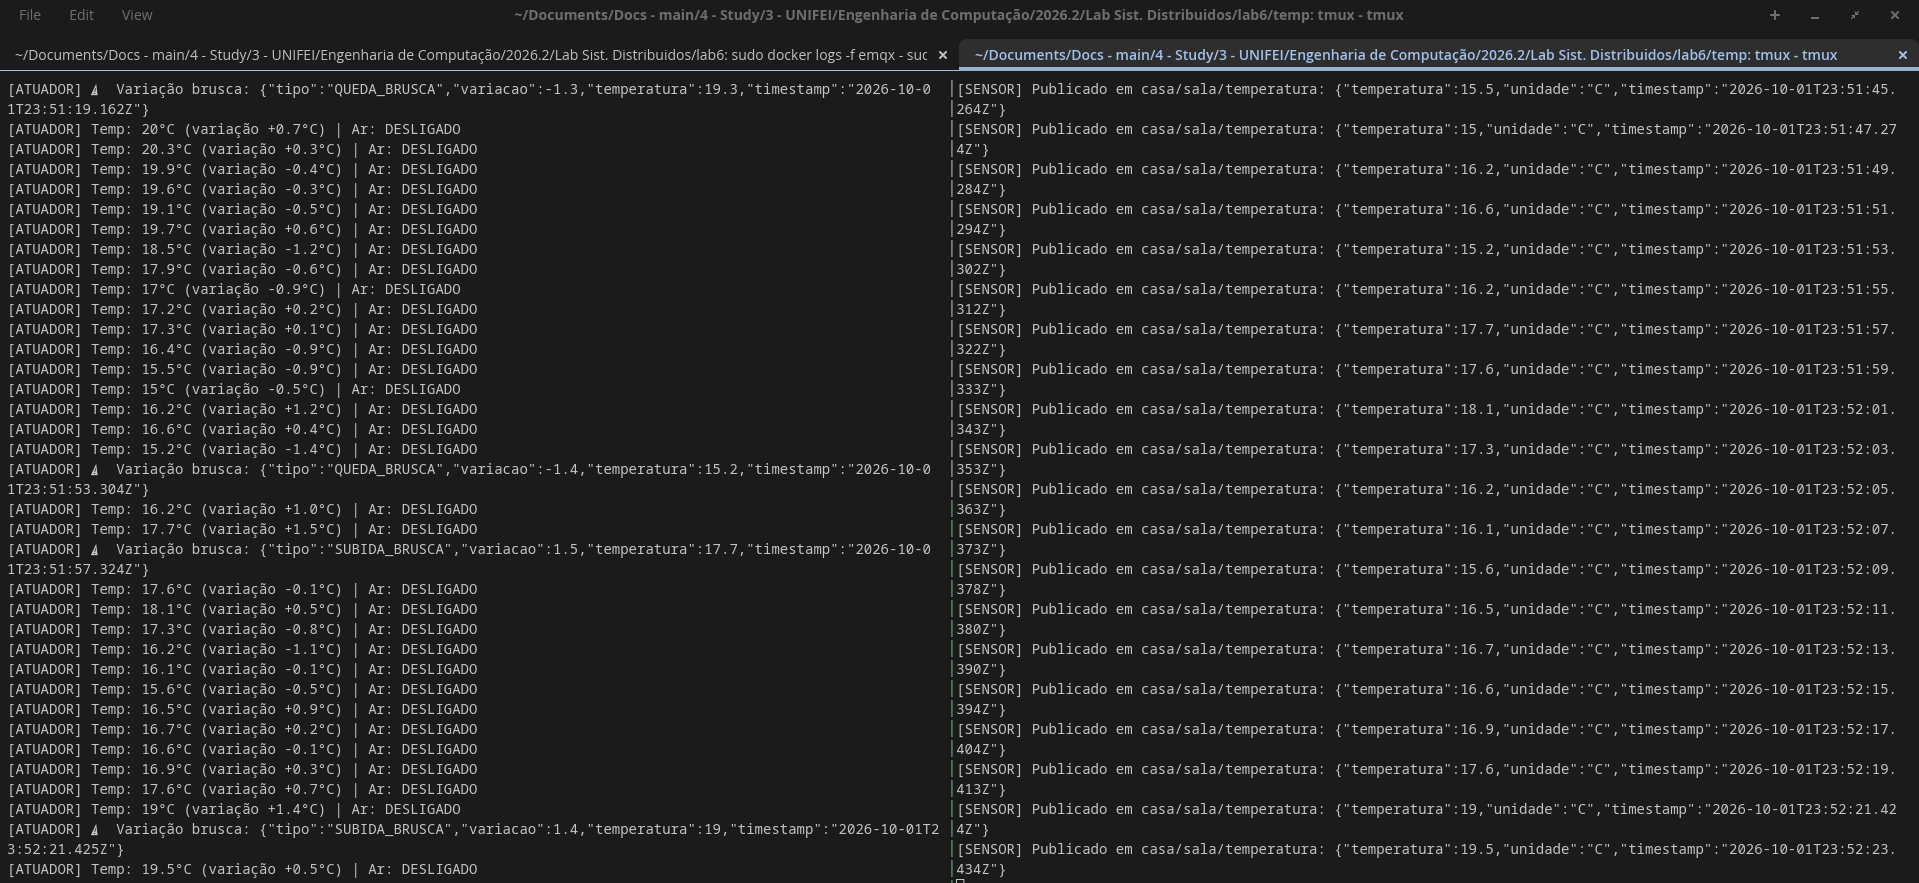 File Edit View
~/Documents/Docs - main/4 - Study/3 - UNIFEI/Engenharia de Computação/2026.2/Lab Sist. Distribuidos/lab6/temp: tmux - tmux
~/Documents/Docs - main/4 - Study/3 - UNIFEI/Engenharia de Computação/2026.2/Lab Sist. Distribuidos/lab6: sudo docker logs -f emqx - suc
~/Documents/Docs - main/4 - Study/3 - UNIFEI/Engenharia de Computação/2026.2/Lab Sist. Distribuidos/lab6/temp: tmux - tmux
[ATUADOR] ⚠ Variação brusca: {"tipo":"QUEDA_BRUSCA","variacao":-1.3,"temperatura":19.3,"timestamp":"2026-10-0
1T23:51:19.162Z"}
[ATUADOR] Temp: 20°C (variação +0.7°C) | Ar: DESLIGADO
[ATUADOR] Temp: 20.3°C (variação +0.3°C) | Ar: DESLIGADO
[ATUADOR] Temp: 19.9°C (variação -0.4°C) | Ar: DESLIGADO
[ATUADOR] Temp: 19.6°C (variação -0.3°C) | Ar: DESLIGADO
[ATUADOR] Temp: 19.1°C (variação -0.5°C) | Ar: DESLIGADO
[ATUADOR] Temp: 19.7°C (variação +0.6°C) | Ar: DESLIGADO
[ATUADOR] Temp: 18.5°C (variação -1.2°C) | Ar: DESLIGADO
[ATUADOR] Temp: 17.9°C (variação -0.6°C) | Ar: DESLIGADO
[ATUADOR] Temp: 17°C (variação -0.9°C) | Ar: DESLIGADO
[ATUADOR] Temp: 17.2°C (variação +0.2°C) | Ar: DESLIGADO
[ATUADOR] Temp: 17.3°C (variação +0.1°C) | Ar: DESLIGADO
[ATUADOR] Temp: 16.4°C (variação -0.9°C) | Ar: DESLIGADO
[ATUADOR] Temp: 15.5°C (variação -0.9°C) | Ar: DESLIGADO
[ATUADOR] Temp: 15°C (variação -0.5°C) | Ar: DESLIGADO
[ATUADOR] Temp: 16.2°C (variação +1.2°C) | Ar: DESLIGADO
[ATUADOR] Temp: 16.6°C (variação +0.4°C) | Ar: DESLIGADO
[ATUADOR] Temp: 15.2°C (variação -1.4°C) | Ar: DESLIGADO
[ATUADOR] ⚠ Variação brusca: {"tipo":"QUEDA_BRUSCA","variacao":-1.4,"temperatura":15.2,"timestamp":"2026-10-0
1T23:51:53.304Z"}
[ATUADOR] Temp: 16.2°C (variação +1.0°C) | Ar: DESLIGADO
[ATUADOR] Temp: 17.7°C (variação +1.5°C) | Ar: DESLIGADO
[ATUADOR] ⚠ Variação brusca: {"tipo":"SUBIDA_BRUSCA","variacao":1.5,"temperatura":17.7,"timestamp":"2026-10-0
1T23:51:57.324Z"}
[ATUADOR] Temp: 17.6°C (variação -0.1°C) | Ar: DESLIGADO
[ATUADOR] Temp: 18.1°C (variação +0.5°C) | Ar: DESLIGADO
[ATUADOR] Temp: 17.3°C (variação -0.8°C) | Ar: DESLIGADO
[ATUADOR] Temp: 16.2°C (variação -1.1°C) | Ar: DESLIGADO
[ATUADOR] Temp: 16.1°C (variação -0.1°C) | Ar: DESLIGADO
[ATUADOR] Temp: 15.6°C (variação -0.5°C) | Ar: DESLIGADO
[ATUADOR] Temp: 16.5°C (variação +0.9°C) | Ar: DESLIGADO
[ATUADOR] Temp: 16.7°C (variação +0.2°C) | Ar: DESLIGADO
[ATUADOR] Temp: 16.6°C (variação -0.1°C) | Ar: DESLIGADO
[ATUADOR] Temp: 16.9°C (variação +0.3°C) | Ar: DESLIGADO
[ATUADOR] Temp: 17.6°C (variação +0.7°C) | Ar: DESLIGADO
[ATUADOR] Temp: 19°C (variação +1.4°C) | Ar: DESLIGADO
[ATUADOR] ⚠ Variação brusca: {"tipo":"SUBIDA_BRUSCA","variacao":1.4,"temperatura":19,"timestamp":"2026-10-01T2
3:52:21.425Z"}
[ATUADOR] Temp: 19.5°C (variação +0.5°C) | Ar: DESLIGADO
[SENSOR] Publicado em casa/sala/temperatura: {"temperatura":15.5,"unidade":"C","timestamp":"2026-10-01T23:51:45.
264Z"}
[SENSOR] Publicado em casa/sala/temperatura: {"temperatura":15,"unidade":"C","timestamp":"2026-10-01T23:51:47.27
4Z"}
[SENSOR] Publicado em casa/sala/temperatura: {"temperatura":16.2,"unidade":"C","timestamp":"2026-10-01T23:51:49.
284Z"}
[SENSOR] Publicado em casa/sala/temperatura: {"temperatura":16.6,"unidade":"C","timestamp":"2026-10-01T23:51:51.
294Z"}
[SENSOR] Publicado em casa/sala/temperatura: {"temperatura":15.2,"unidade":"C","timestamp":"2026-10-01T23:51:53.
302Z"}
[SENSOR] Publicado em casa/sala/temperatura: {"temperatura":16.2,"unidade":"C","timestamp":"2026-10-01T23:51:55.
312Z"}
[SENSOR] Publicado em casa/sala/temperatura: {"temperatura":17.7,"unidade":"C","timestamp":"2026-10-01T23:51:57.
322Z"}
[SENSOR] Publicado em casa/sala/temperatura: {"temperatura":17.6,"unidade":"C","timestamp":"2026-10-01T23:51:59.
333Z"}
[SENSOR] Publicado em casa/sala/temperatura: {"temperatura":18.1,"unidade":"C","timestamp":"2026-10-01T23:52:01.
343Z"}
[SENSOR] Publicado em casa/sala/temperatura: {"temperatura":17.3,"unidade":"C","timestamp":"2026-10-01T23:52:03.
353Z"}
[SENSOR] Publicado em casa/sala/temperatura: {"temperatura":16.2,"unidade":"C","timestamp":"2026-10-01T23:52:05.
363Z"}
[SENSOR] Publicado em casa/sala/temperatura: {"temperatura":16.1,"unidade":"C","timestamp":"2026-10-01T23:52:07.
373Z"}
[SENSOR] Publicado em casa/sala/temperatura: {"temperatura":15.6,"unidade":"C","timestamp":"2026-10-01T23:52:09.
378Z"}
[SENSOR] Publicado em casa/sala/temperatura: {"temperatura":16.5,"unidade":"C","timestamp":"2026-10-01T23:52:11.
380Z"}
[SENSOR] Publicado em casa/sala/temperatura: {"temperatura":16.7,"unidade":"C","timestamp":"2026-10-01T23:52:13.
390Z"}
[SENSOR] Publicado em casa/sala/temperatura: {"temperatura":16.6,"unidade":"C","timestamp":"2026-10-01T23:52:15.
394Z"}
[SENSOR] Publicado em casa/sala/temperatura: {"temperatura":16.9,"unidade":"C","timestamp":"2026-10-01T23:52:17.
404Z"}
[SENSOR] Publicado em casa/sala/temperatura: {"temperatura":17.6,"unidade":"C","timestamp":"2026-10-01T23:52:19.
413Z"}
[SENSOR] Publicado em casa/sala/temperatura: {"temperatura":19,"unidade":"C","timestamp":"2026-10-01T23:52:21.42
4Z"}
[SENSOR] Publicado em casa/sala/temperatura: {"temperatura":19.5,"unidade":"C","timestamp":"2026-10-01T23:52:23.
434Z"}